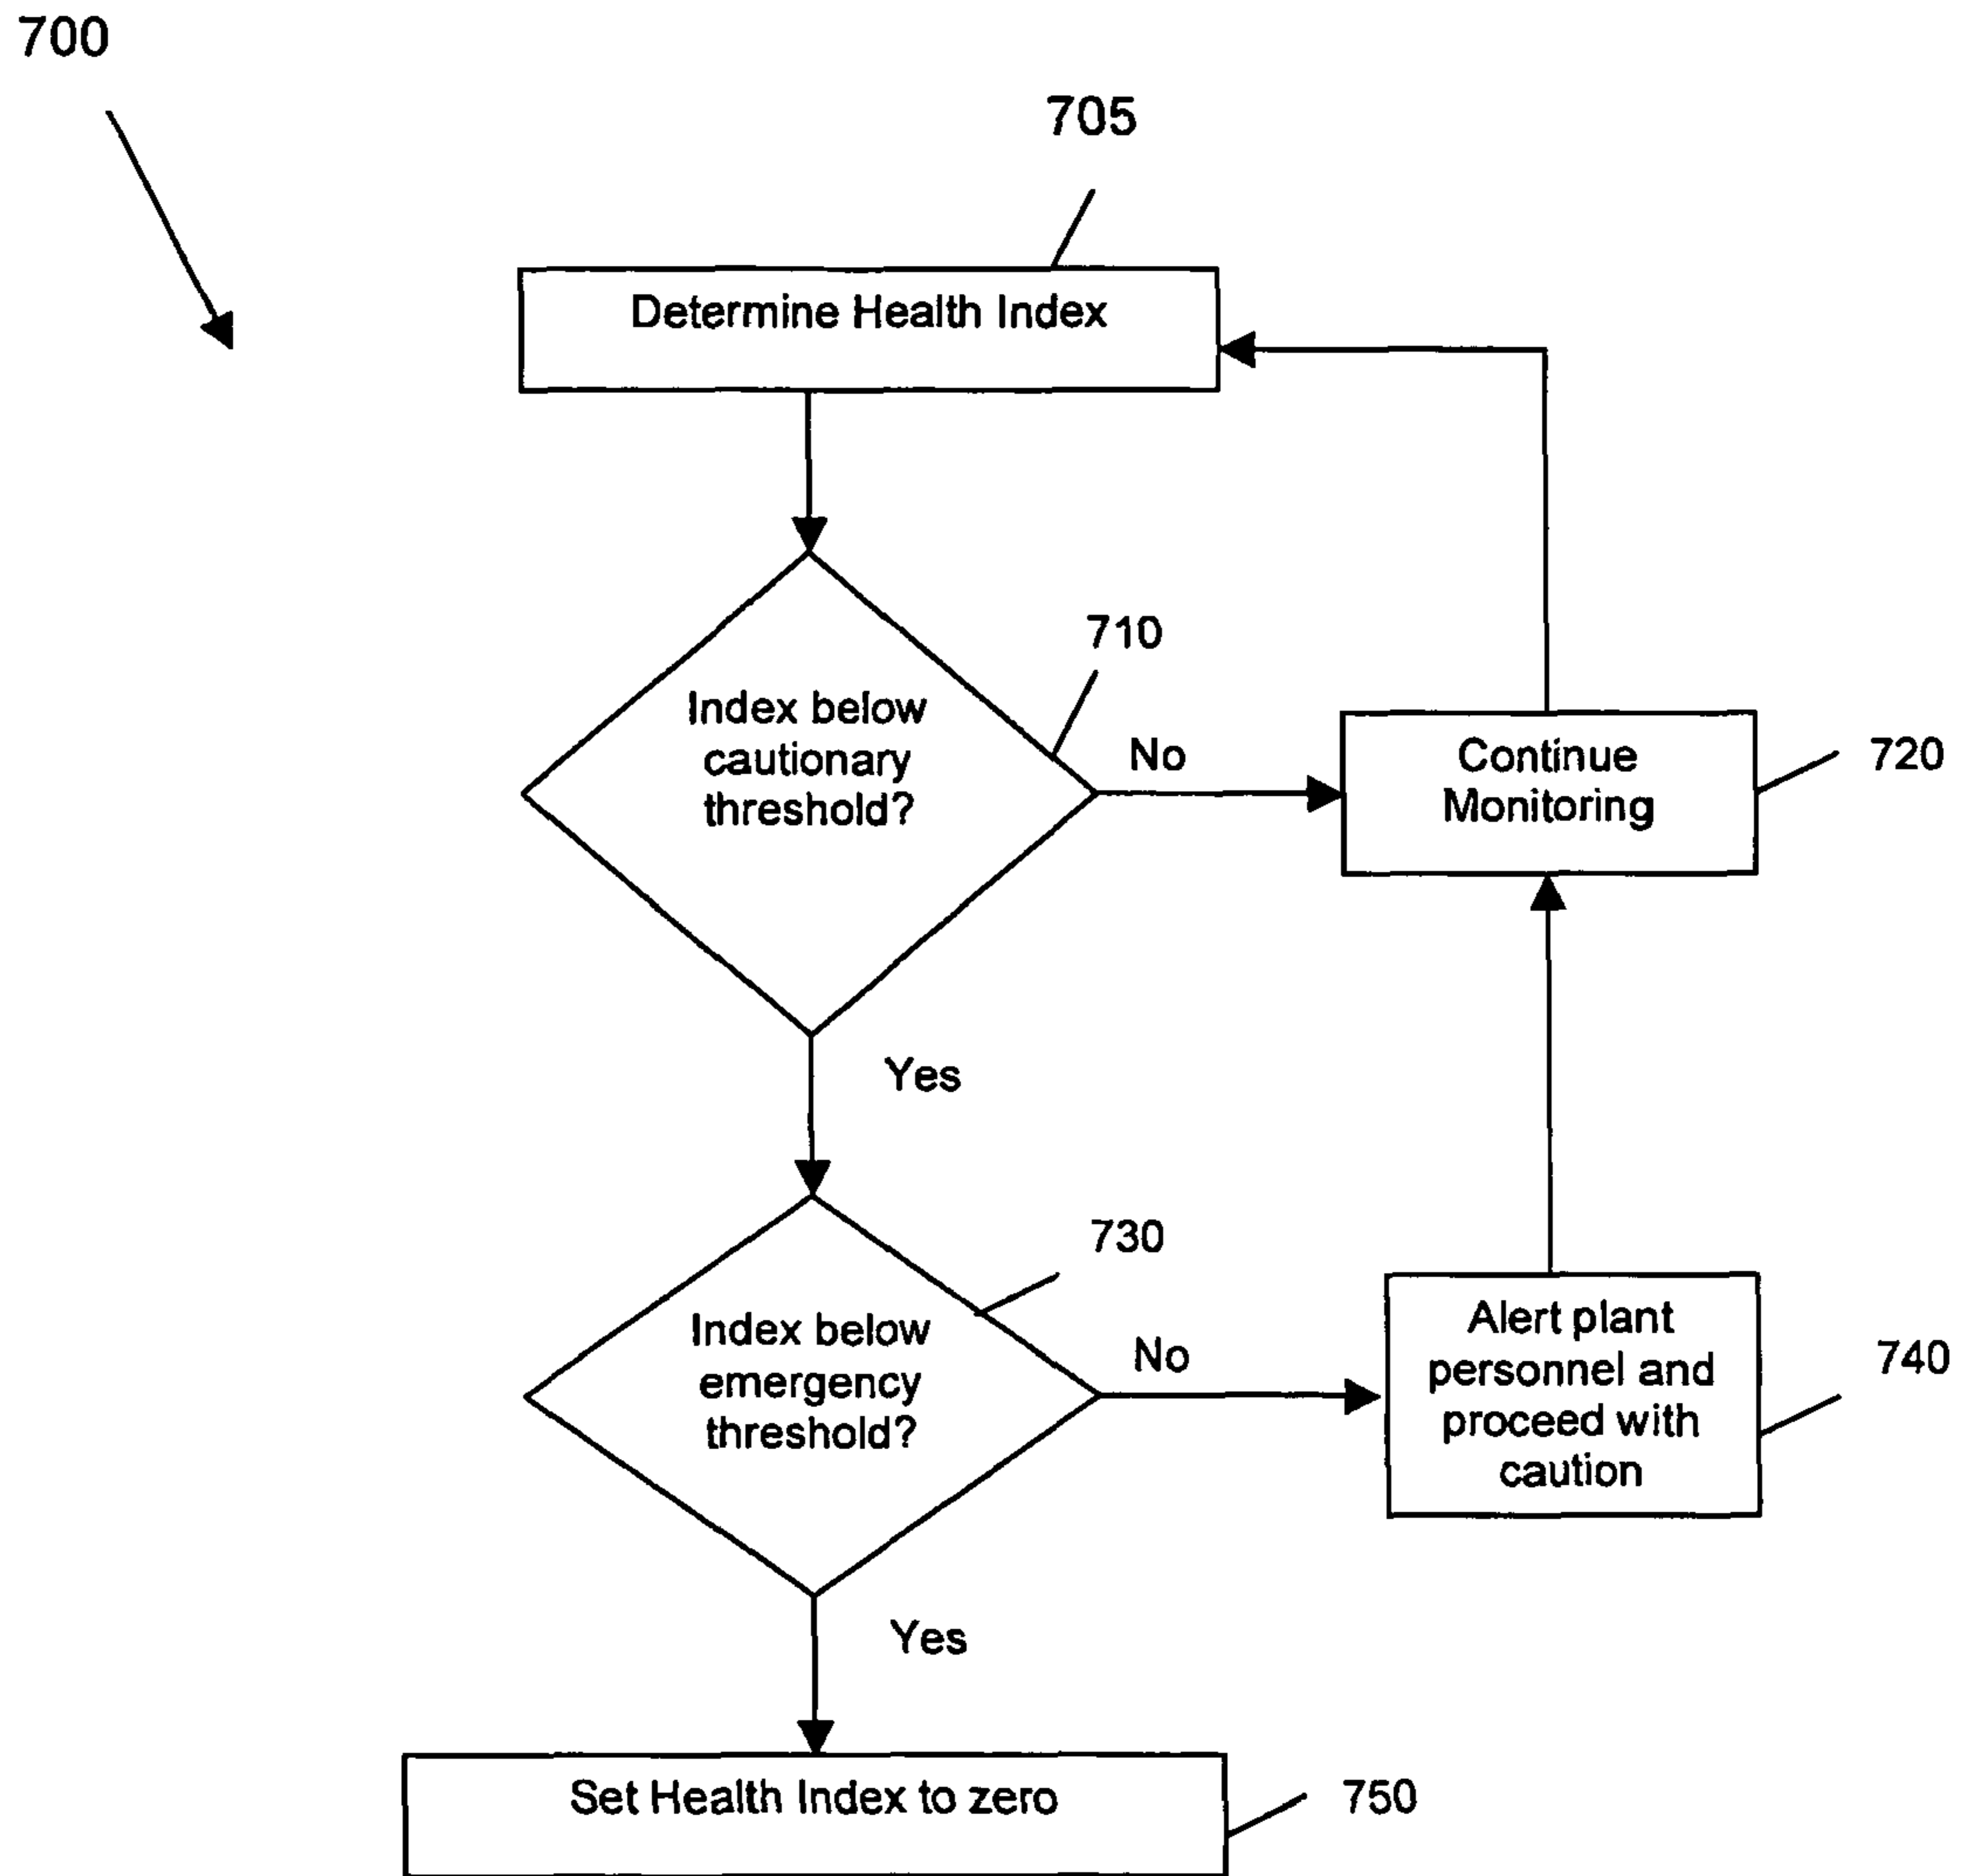 700
705
Determine Health Index
710
Index below
cautionary
threshold?
No
Continue
Monitoring
720
Yes
730
Index below
emergency
threshold?
No
Alert plant
personnel and
proceed with
caution
740
Yes
Set Health Index to zero
750